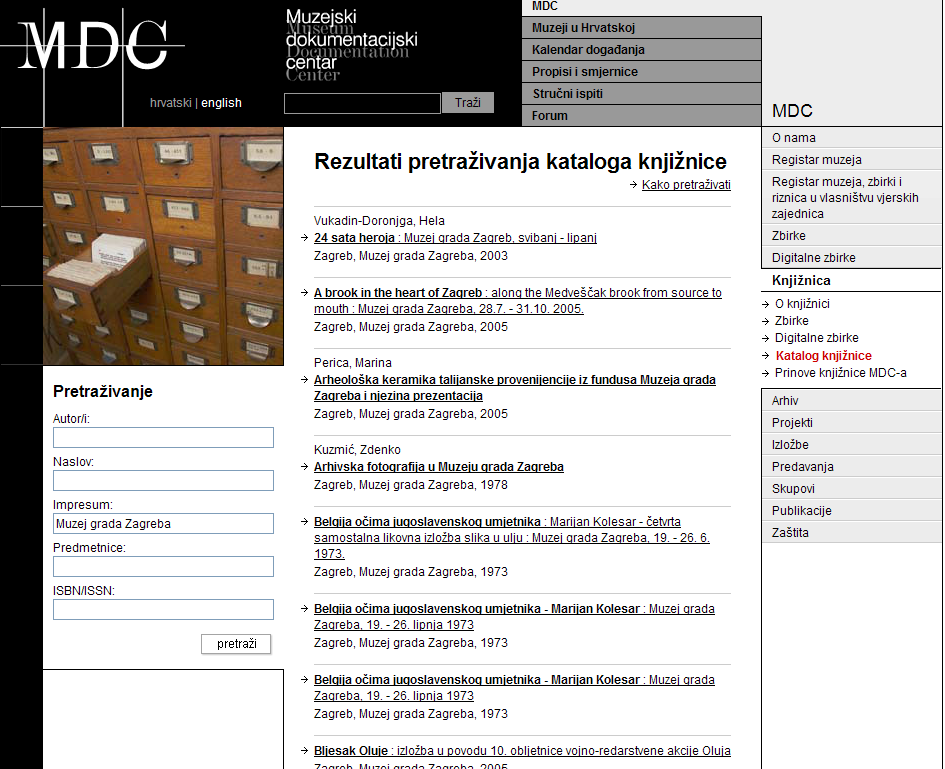 MDC
Muzejski
Museum
dokumentacijski
Documentation
centar
Center
hrvatski | english
Traži
MDC
Muzeji u Hrvatskoj
Kalendar događanja
Propisi i smjernice
Stručni ispiti
Forum
MDC
O nama
Registar muzeja
Registar muzeja, zbirki i
riznica u vlasništvu vjerskih
zajednica
Zbirke
Digitalne zbirke
Knjižnica
O knjižnici
Zbirke
Digitalne zbirke
Katalog knjižnice
Prinove knjižnice MDC-a
Arhiv
Projekti
Izložbe
Predavanja
Skupovi
Publikacije
Zaštita
Pretraživanje
Autor/i:
Naslov:
Impresum:
Muzej grada Zagreba
Predmetnice:
ISBN/ISSN:
pretraži
Rezultati pretraživanja kataloga knjižnice
Kako pretraživati
Vukadin-Doronjga, Hela
24 sata heroja : Muzej grada Zagreb, svibanj - lipanj
Zagreb, Muzej grada Zagreba, 2003
A brook in the heart of Zagreb : along the Medveščak brook from source to
mouth : Muzej grada Zagreba, 28.7. - 31.10. 2005.
Zagreb, Muzej grada Zagreba, 2005
Perica, Marina
Arheološka keramika talijanske provenijencije iz fundusa Muzeja grada
Zagreba i njezina prezentacija
Zagreb, Muzej grada Zagreba, 2005
Kuzmić, Zdenko
Arhivska fotografija u Muzeju grada Zagreba
Zagreb, Muzej grada Zagreba, 1978
Belgija očima jugoslavenskog umjetnika : Marijan Kolesar - četvrta
samostalna likovna izložba slika u ulju : Muzej grada Zagreba, 19. - 26. 6.
1973.
Zagreb, Muzej grada Zagreba, 1973
Belgija očima jugoslavenskog umjetnika - Marijan Kolesar : Muzej grada
Zagreba, 19. - 26. lipnja 1973
Zagreb, Muzej grada Zagreba, 1973
Belgija očima jugoslavenskog umjetnika - Marijan Kolesar : Muzej grada
Zagreba, 19. - 26. lipnja 1973
Zagreb, Muzej grada Zagreba, 1973
Bljesak Oluje : izložba u povodu 10. obljetnice vojno-redarstvene akcije Oluja
Zagreb, Muzej grada Zagreba, 2005